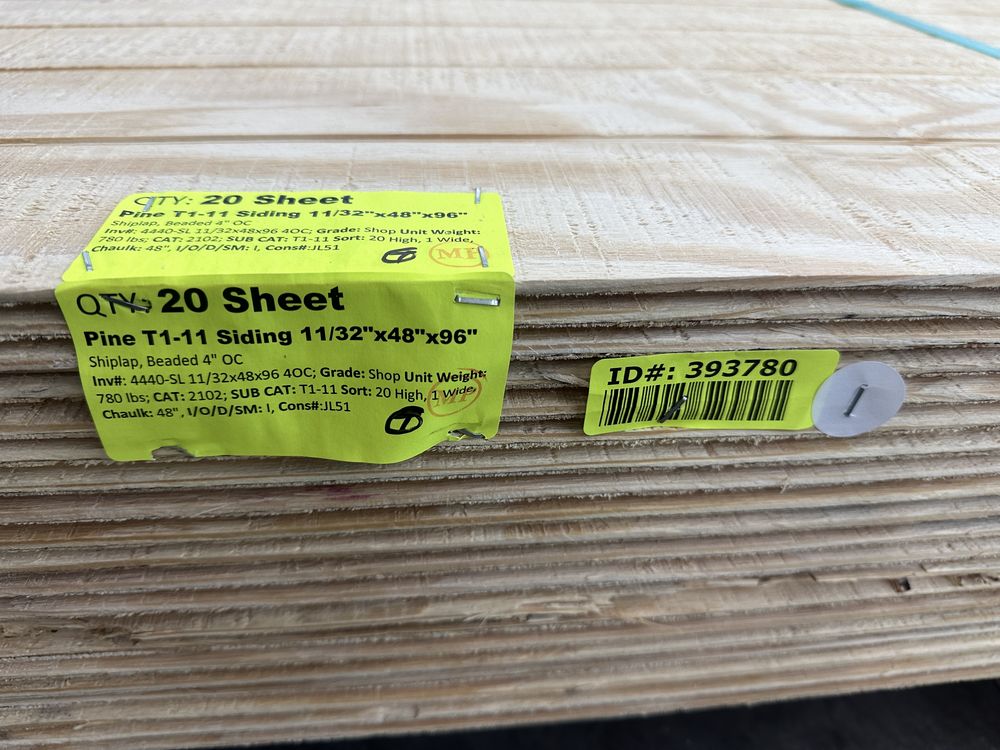 QTY: 20 Sheet
Pine T1-11 Siding 11/32"x48"x96"
Shiplap, Beaded 4" OC
Inv#: 4440-SL 11/32x48x96 4OC; Grade: Shop Unit Weight:
780 lbs; CAT: 2102; SUB CAT: T1-11 Sort: 20 High, 1 Wide,
Chaulk: 48", I/O/D/SM: I, Cons#:JL51
QTY: 20 Sheet
Pine T1-11 Siding 11/32"x48"x96"
Shiplap, Beaded 4" OC
Inv#: 4440-SL 11/32x48x96 4OC; Grade: Shop Unit Weight:
780 lbs; CAT: 2102; SUB CAT: T1-11 Sort: 20 High, 1 Wide,
Chaulk: 48", I/O/D/SM: I, Cons#:JL51
ID#: 393780